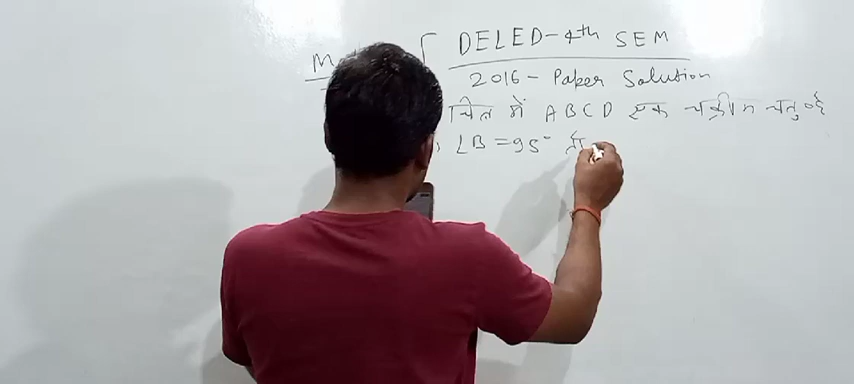 M
DELED-4th SEM
2016 - Paper Solution
चित्र में ABCD एक चक्रीय चतुर्भु
∠B = 95°